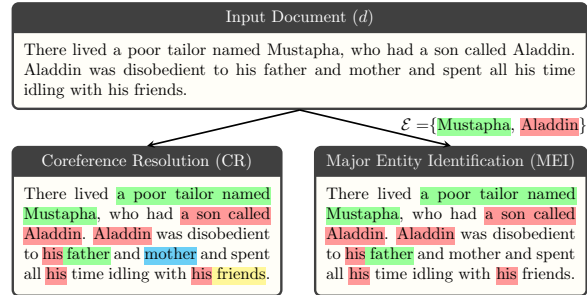 Input Document (d)
There lived a poor tailor named Mustapha, who had a son called Aladdin.
Aladdin was disobedient to his father and mother and spent all his time
idling with his friends.
ℰ ={Mustapha, Aladdin}
Coreference Resolution (CR)
There lived a poor tailor named
Mustapha, who had a son called
Aladdin. Aladdin was disobedient
to his father and mother and spent
all his time idling with his friends.
Major Entity Identification (MEI)
There lived a poor tailor named
Mustapha, who had a son called
Aladdin. Aladdin was disobedient
to his father and mother and spent
all his time idling with his friends.